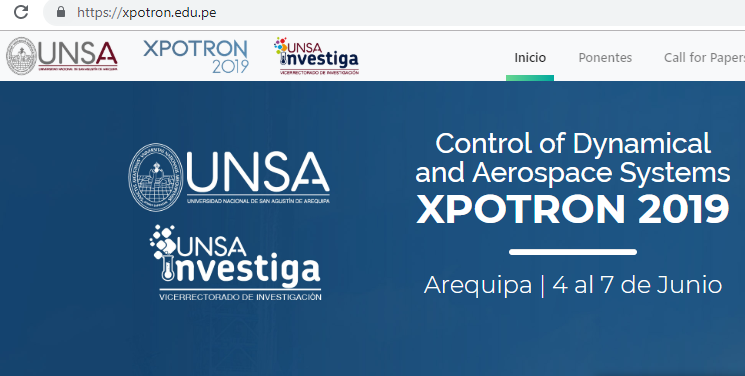 https://xpotron.edu.pe
UNSA
UNIVERSIDAD NACIONAL DE SAN AGUSTÍN DE AREQUIPA
XPOTRON
2019
UNSA
investiga
VICERRECTORADO DE INVESTIGACIÓN
Inicio
Ponentes
Call for Papers
UNSA
UNIVERSIDAD NACIONAL DE SAN AGUSTÍN DE AREQUIPA
UNSA
investiga
VICERRECTORADO DE INVESTIGACIÓN
Control of Dynamical
and Aerospace Systems
XPOTRON 2019
Arequipa | 4 al 7 de Junio